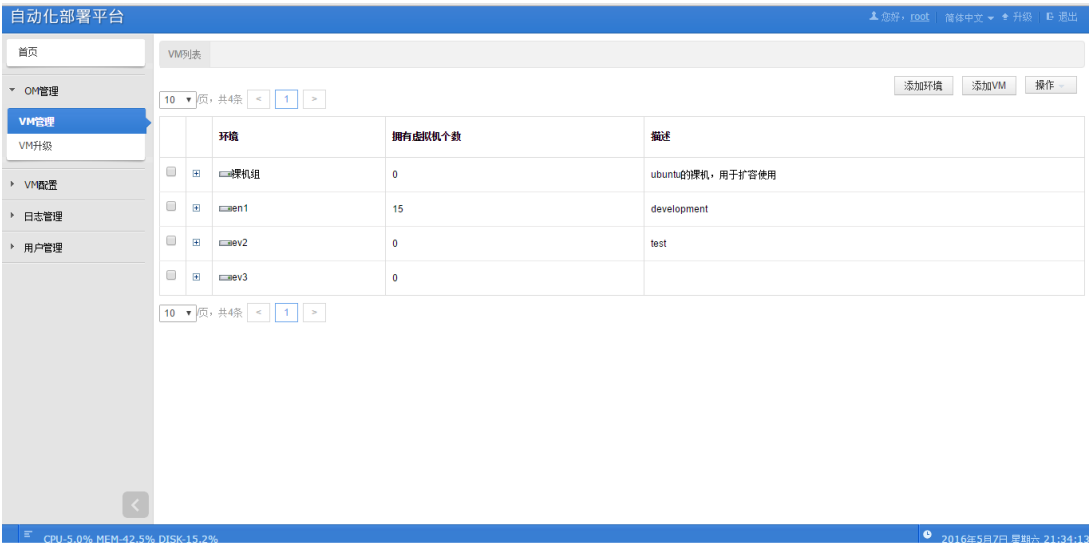 自动化部署平台
您好，root 简体中文 升级 退出
首页
OM管理
VM管理
VM升级
VM配置
日志管理
用户管理
VM列表
添加环境 添加VM 操作
10 /页，共4条 < 1 >
环境 拥有虚拟机个数 描述
裸机组 0 ubuntu的裸机，用于扩容使用
en1 15 development
ev2 0 test
ev3 0
10 /页，共4条 < 1 >
CPU-5.0% MEM-42.5% DISK-15.2%
2016年5月7日 星期六 21:34:13